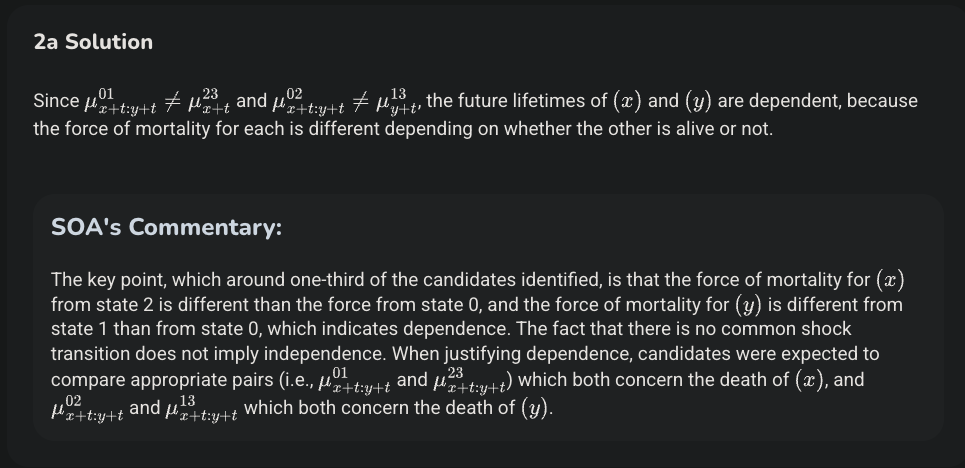 2a Solution
Since $\mu^{01}_{x+t:y+t} \neq \mu^{23}_{x+t}$ and $\mu^{02}_{x+t:y+t} \neq \mu^{13}_{y+t}$, the future lifetimes of $(x)$ and $(y)$ are dependent, because
the force of mortality for each is different depending on whether the other is alive or not.
SOA's Commentary:
The key point, which around one-third of the candidates identified, is that the force of mortality for $(x)$
from state 2 is different than the force from state 0, and the force of mortality for $(y)$ is different from
state 1 than from state 0, which indicates dependence. The fact that there is no common shock
transition does not imply independence. When justifying dependence, candidates were expected to
compare appropriate pairs (i.e., $\mu^{01}_{x+t:y+t}$ and $\mu^{23}_{x+t:y+t}$) which both concern the death of $(x)$, and
$\mu^{02}_{x+t:y+t}$ and $\mu^{13}_{x+t:y+t}$ which both concern the death of $(y)$.